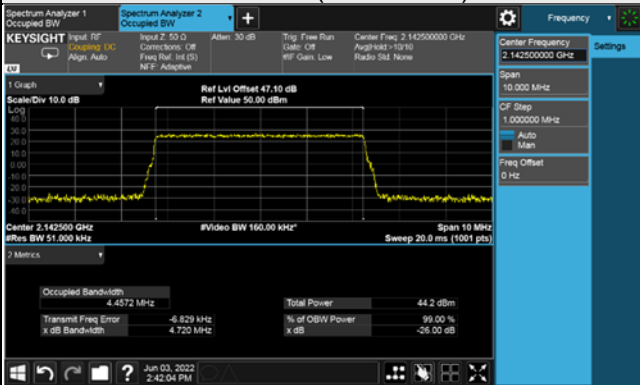 Spectrum Analyzer 1
Occupied BW
Spectrum Analyzer 2
Occupied BW
Frequency
KEYSIGHT
Input: RF
Coupling: DC
Align: Auto
Input Z: 50 Ω
Corrections: Off
Freq Ref: Int (S)
NFE: Adaptive
Atten: 30 dB
Trig: Free Run
Gate: Off
#IF Gain: Low
Center Freq: 2.142500000 GHz
Avg|Hold:>10/10
Radio Std: None
Center Frequency
2.142500000 GHz
Settings
Span
10.000 MHz
CF Step
1.000000 MHz
Auto
Man
Freq Offset
0 Hz
LXI
1 Graph
Scale/Div 10.0 dB
Ref Lvl Offset 47.10 dB
Ref Value 50.00 dBm
Log
40.0
30.0
20.0
10.0
0.00
-10.0
-20.0
-30.0
-40.0
Center 2.142500 GHz
#Res BW 51.000 kHz
#Video BW 160.00 kHz*
Span 10 MHz
Sweep 20.0 ms (1001 pts)
2 Metrics
Occupied Bandwidth
4.4572 MHz
Total Power 44.2 dBm
Transmit Freq Error -6.829 kHz
% of OBW Power 99.00 %
x dB Bandwidth 4.720 MHz
x dB -26.00 dB
Jun 03, 2022
2:42:04 PM